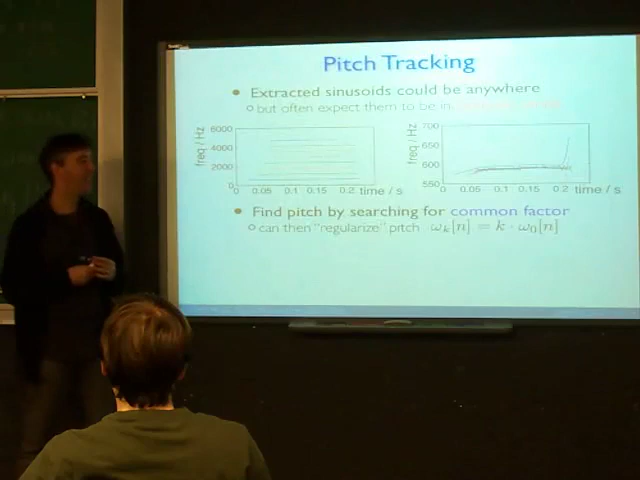 Pitch Tracking
• Extracted sinusoids could be anywhere
○ but often expect them to be in
freq / Hz
6000
4000
2000
0
0 0.05 0.1 0.15 0.2 time / s
freq / Hz
700
650
600
550
0 0.05 0.1 0.15 0.2 time / s
• Find pitch by searching for common factor
○ can then "regularize" pitch ωk[n] = k · ω0[n]